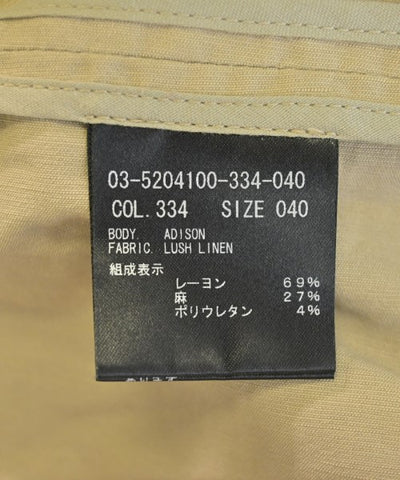 03-5204100-334-040
COL.334 SIZE 040
BODY. ADISON
FABRIC. LUSH LINEN
組成表示
レーヨン 69%
麻 27%
ポリウレタン 4%